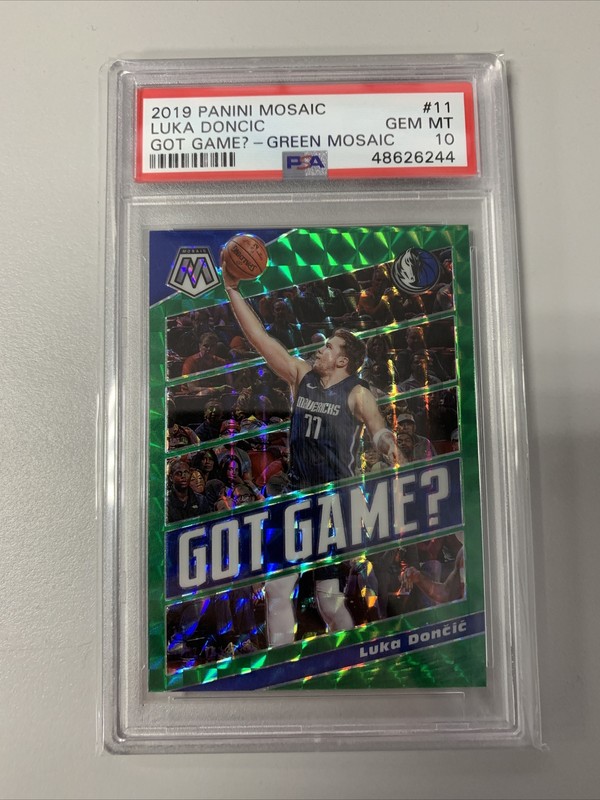 2019 PANINI MOSAIC #11
LUKA DONCIC GEM MT
GOT GAME? – GREEN MOSAIC 10
PSA 48626244
MOSAIC
M
SPALDING
MAVERICKS
77
GOT GAME?
Luka Dončić